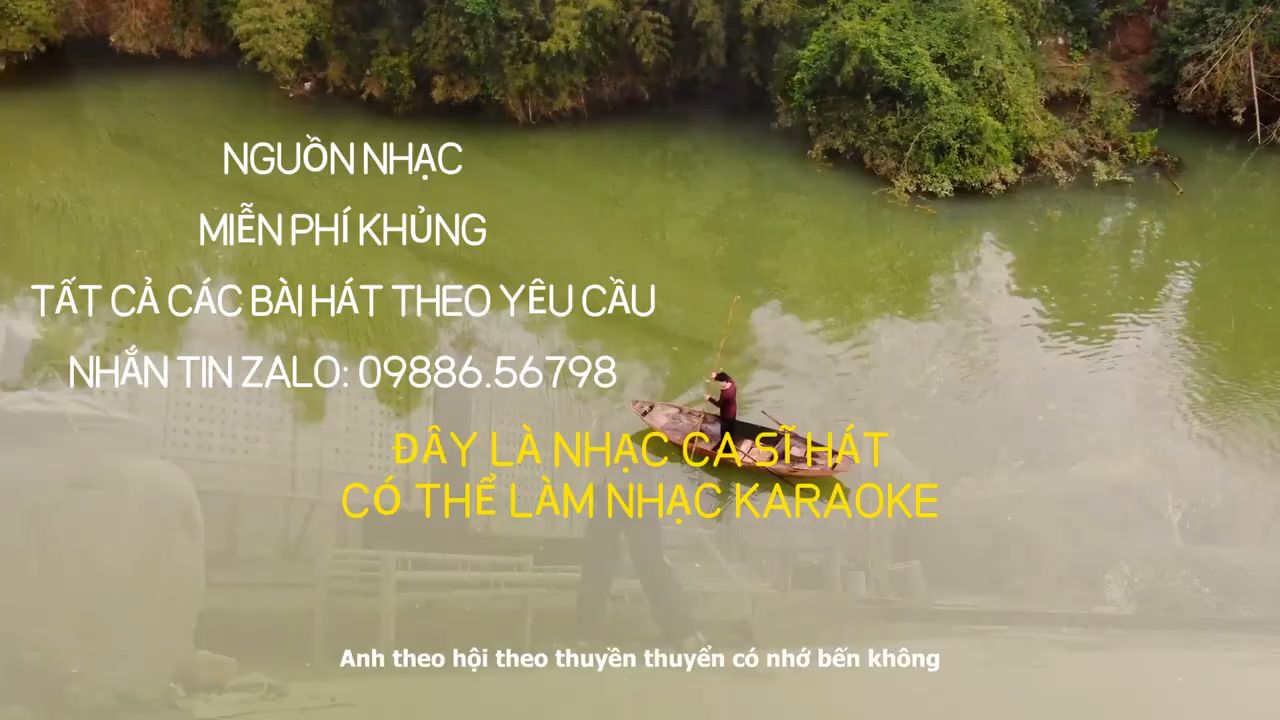 NGUỒN NHẠC
MIỄN PHÍ KHỦNG
TẤT CẢ CÁC BÀI HÁT THEO YÊU CẦU
NHẮN TIN ZALO: 09886.56798
ĐÂY LÀ NHẠC CA SĨ HÁT
CÓ THỂ LÀM NHẠC KARAOKE
Anh theo hội theo thuyền thuyển có nhớ bến không